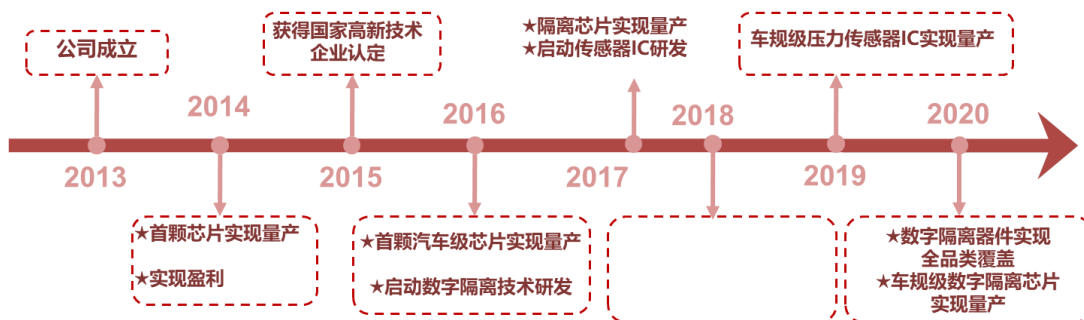 公司成立
获得国家高新技术
企业认定
★隔离芯片实现量产
★启动传感器IC研发
车规级压力传感器IC实现量产
2014
2016
2018
2020
2013
2015
2017
2019
★首颗芯片实现量产
★实现盈利
★首颗汽车级芯片实现量产
★启动数字隔离技术研发
★数字隔离器件实现
全品类覆盖
★车规级数字隔离芯片
实现量产